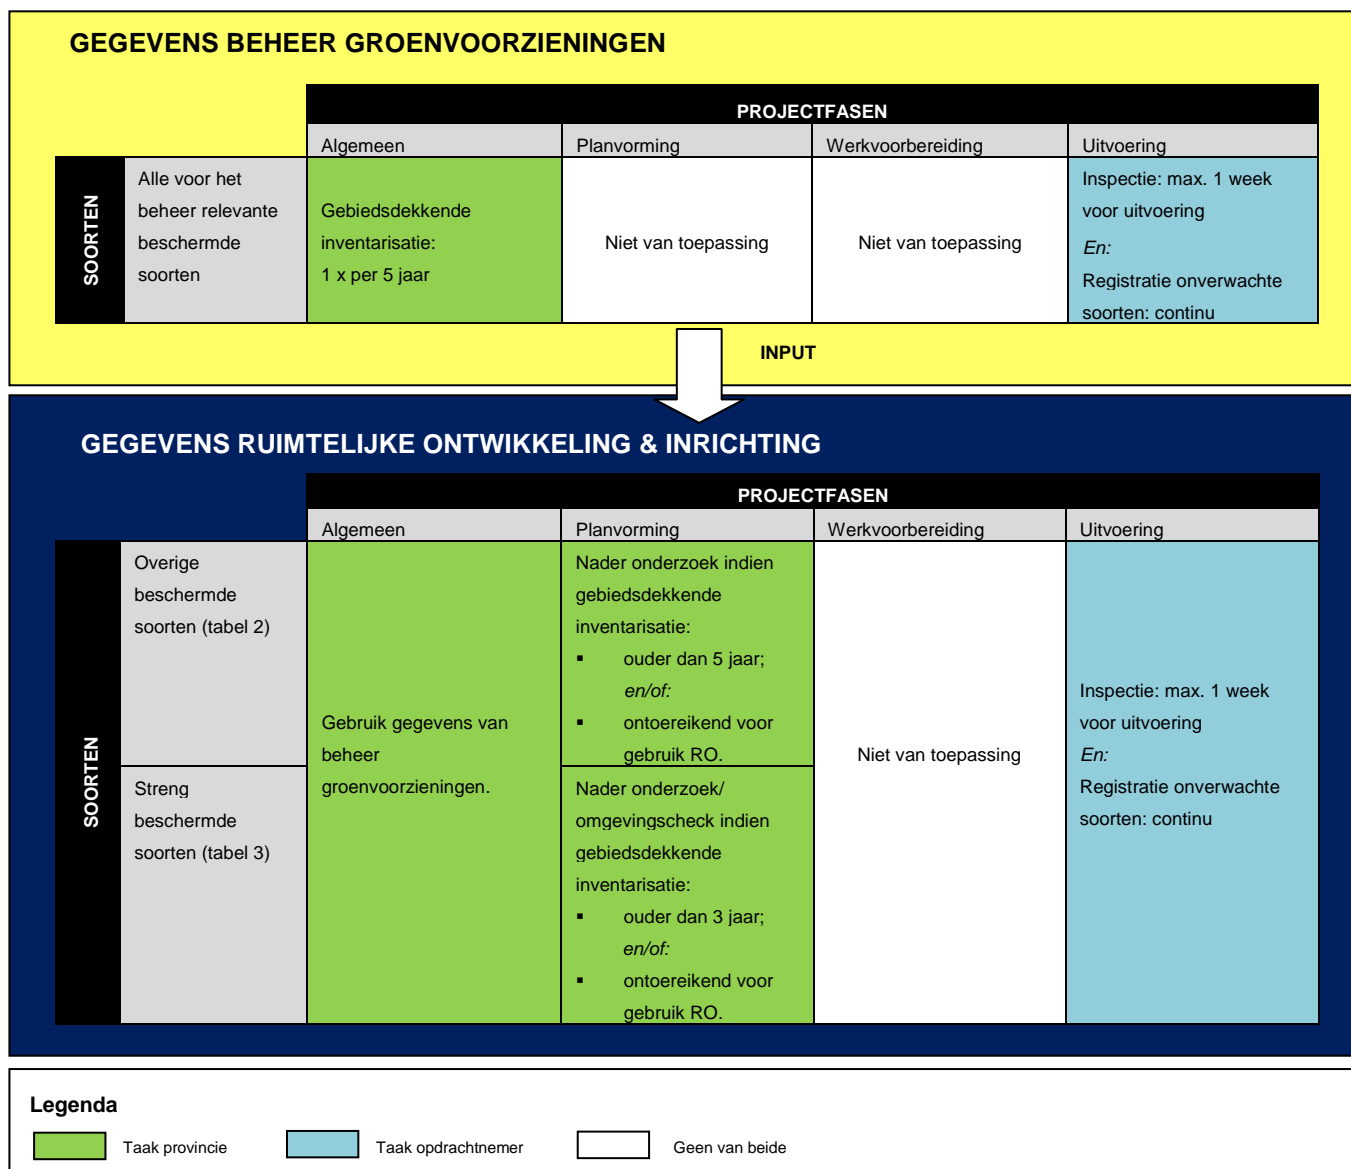 GEGEVENS BEHEER GROENVOORZIENINGEN
PROJECTFASEN
Algemeen
Planvorming
Werkvoorbereiding
Uitvoering
SOORTEN
Alle voor het
beheer relevante
beschermde
soorten
Gebiedsdekkende
inventarisatie:
1 x per 5 jaar
Niet van toepassing
Niet van toepassing
Inspectie: max. 1 week
voor uitvoering
En:
Registratie onverwachte
soorten: continu
INPUT
GEGEVENS RUIMTELIJKE ONTWIKKELING & INRICHTING
PROJECTFASEN
Algemeen
Planvorming
Werkvoorbereiding
Uitvoering
SOORTEN
Overige
beschermde
soorten (tabel 2)
Gebruik gegevens van
beheer
groenvoorzieningen.
Nader onderzoek indien
gebiedsdekkende
inventarisatie:
▪ ouder dan 5 jaar;
en/of:
▪ ontoereikend voor
gebruik RO.
Niet van toepassing
Inspectie: max. 1 week
voor uitvoering
En:
Registratie onverwachte
soorten: continu
Streng
beschermde
soorten (tabel 3)
Nader onderzoek/
omgevingscheck indien
gebiedsdekkende
inventarisatie:
▪ ouder dan 3 jaar;
en/of:
▪ ontoereikend voor
gebruik RO.
Legenda
Taak provincie
Taak opdrachtnemer
Geen van beide